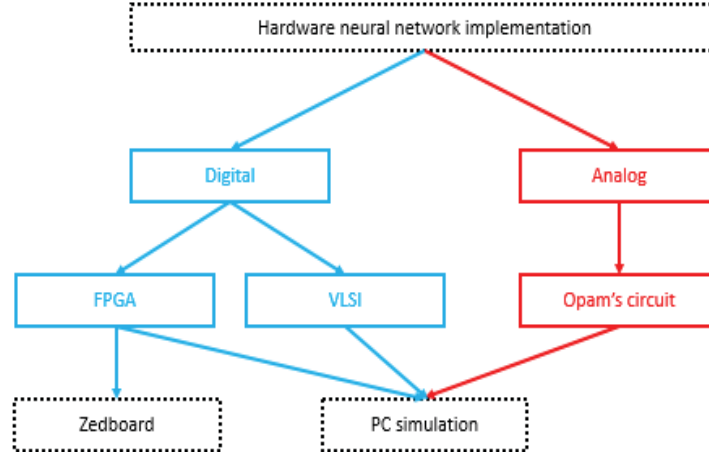 Hardware neural network implementation
Digital
Analog
FPGA
VLSI
Opam's circuit
Zedboard
PC simulation